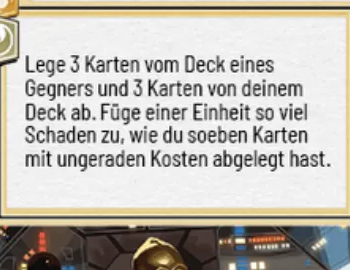 Lege 3 Karten vom Deck eines
Gegners und 3 Karten von deinem
Deck ab. Füge einer Einheit so viel
Schaden zu, wie du soeben Karten
mit ungeraden Kosten abgelegt hast.